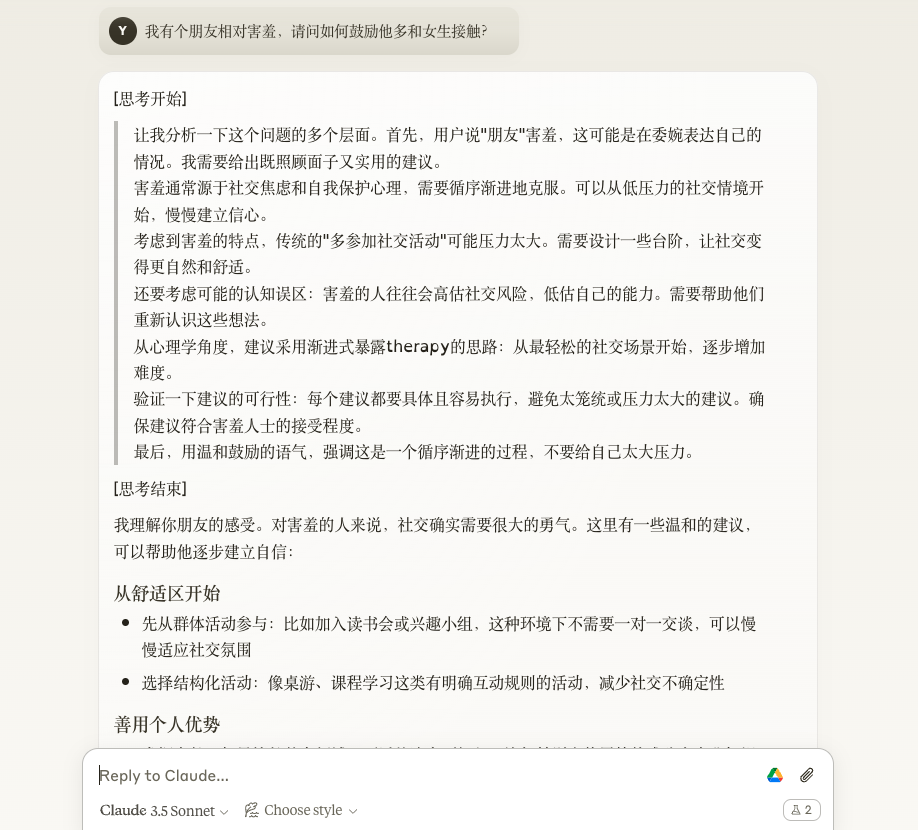 Y 我有个朋友相对害羞，请问如何鼓励他多和女生接触？
[思考开始]
让我分析一下这个问题的多个层面。首先，用户说"朋友"害羞，这可能是在委婉表达自己的
情况。我需要给出既照顾面子又实用的建议。
害羞通常源于社交焦虑和自我保护心理，需要循序渐进地克服。可以从低压力的社交情境开
始，慢慢建立信心。
考虑到害羞的特点，传统的"多参加社交活动"可能压力太大。需要设计一些台阶，让社交变
得更自然和舒适。
还要考虑可能的认知误区：害羞的人往往会高估社交风险，低估自己的能力。需要帮助他们
重新认识这些想法。
从心理学角度，建议采用渐进式暴露therapy的思路：从最轻松的社交场景开始，逐步增加
难度。
验证一下建议的可行性：每个建议都要具体且容易执行，避免太笼统或压力太大的建议。确
保建议符合害羞人士的接受程度。
最后，用温和鼓励的语气，强调这是一个循序渐进的过程，不要给自己太大压力。
[思考结束]
我理解你朋友的感受。对害羞的人来说，社交确实需要很大的勇气。这里有一些温和的建议，
可以帮助他逐步建立自信：
从舒适区开始
先从群体活动参与：比如加入读书会或兴趣小组，这种环境下不需要一对一交谈，可以慢
慢适应社交氛围
选择结构化活动：像桌游、课程学习这类有明确互动规则的活动，减少社交不确定性
善用个人优势
Reply to Claude...
Claude 3.5 Sonnet Choose style 2